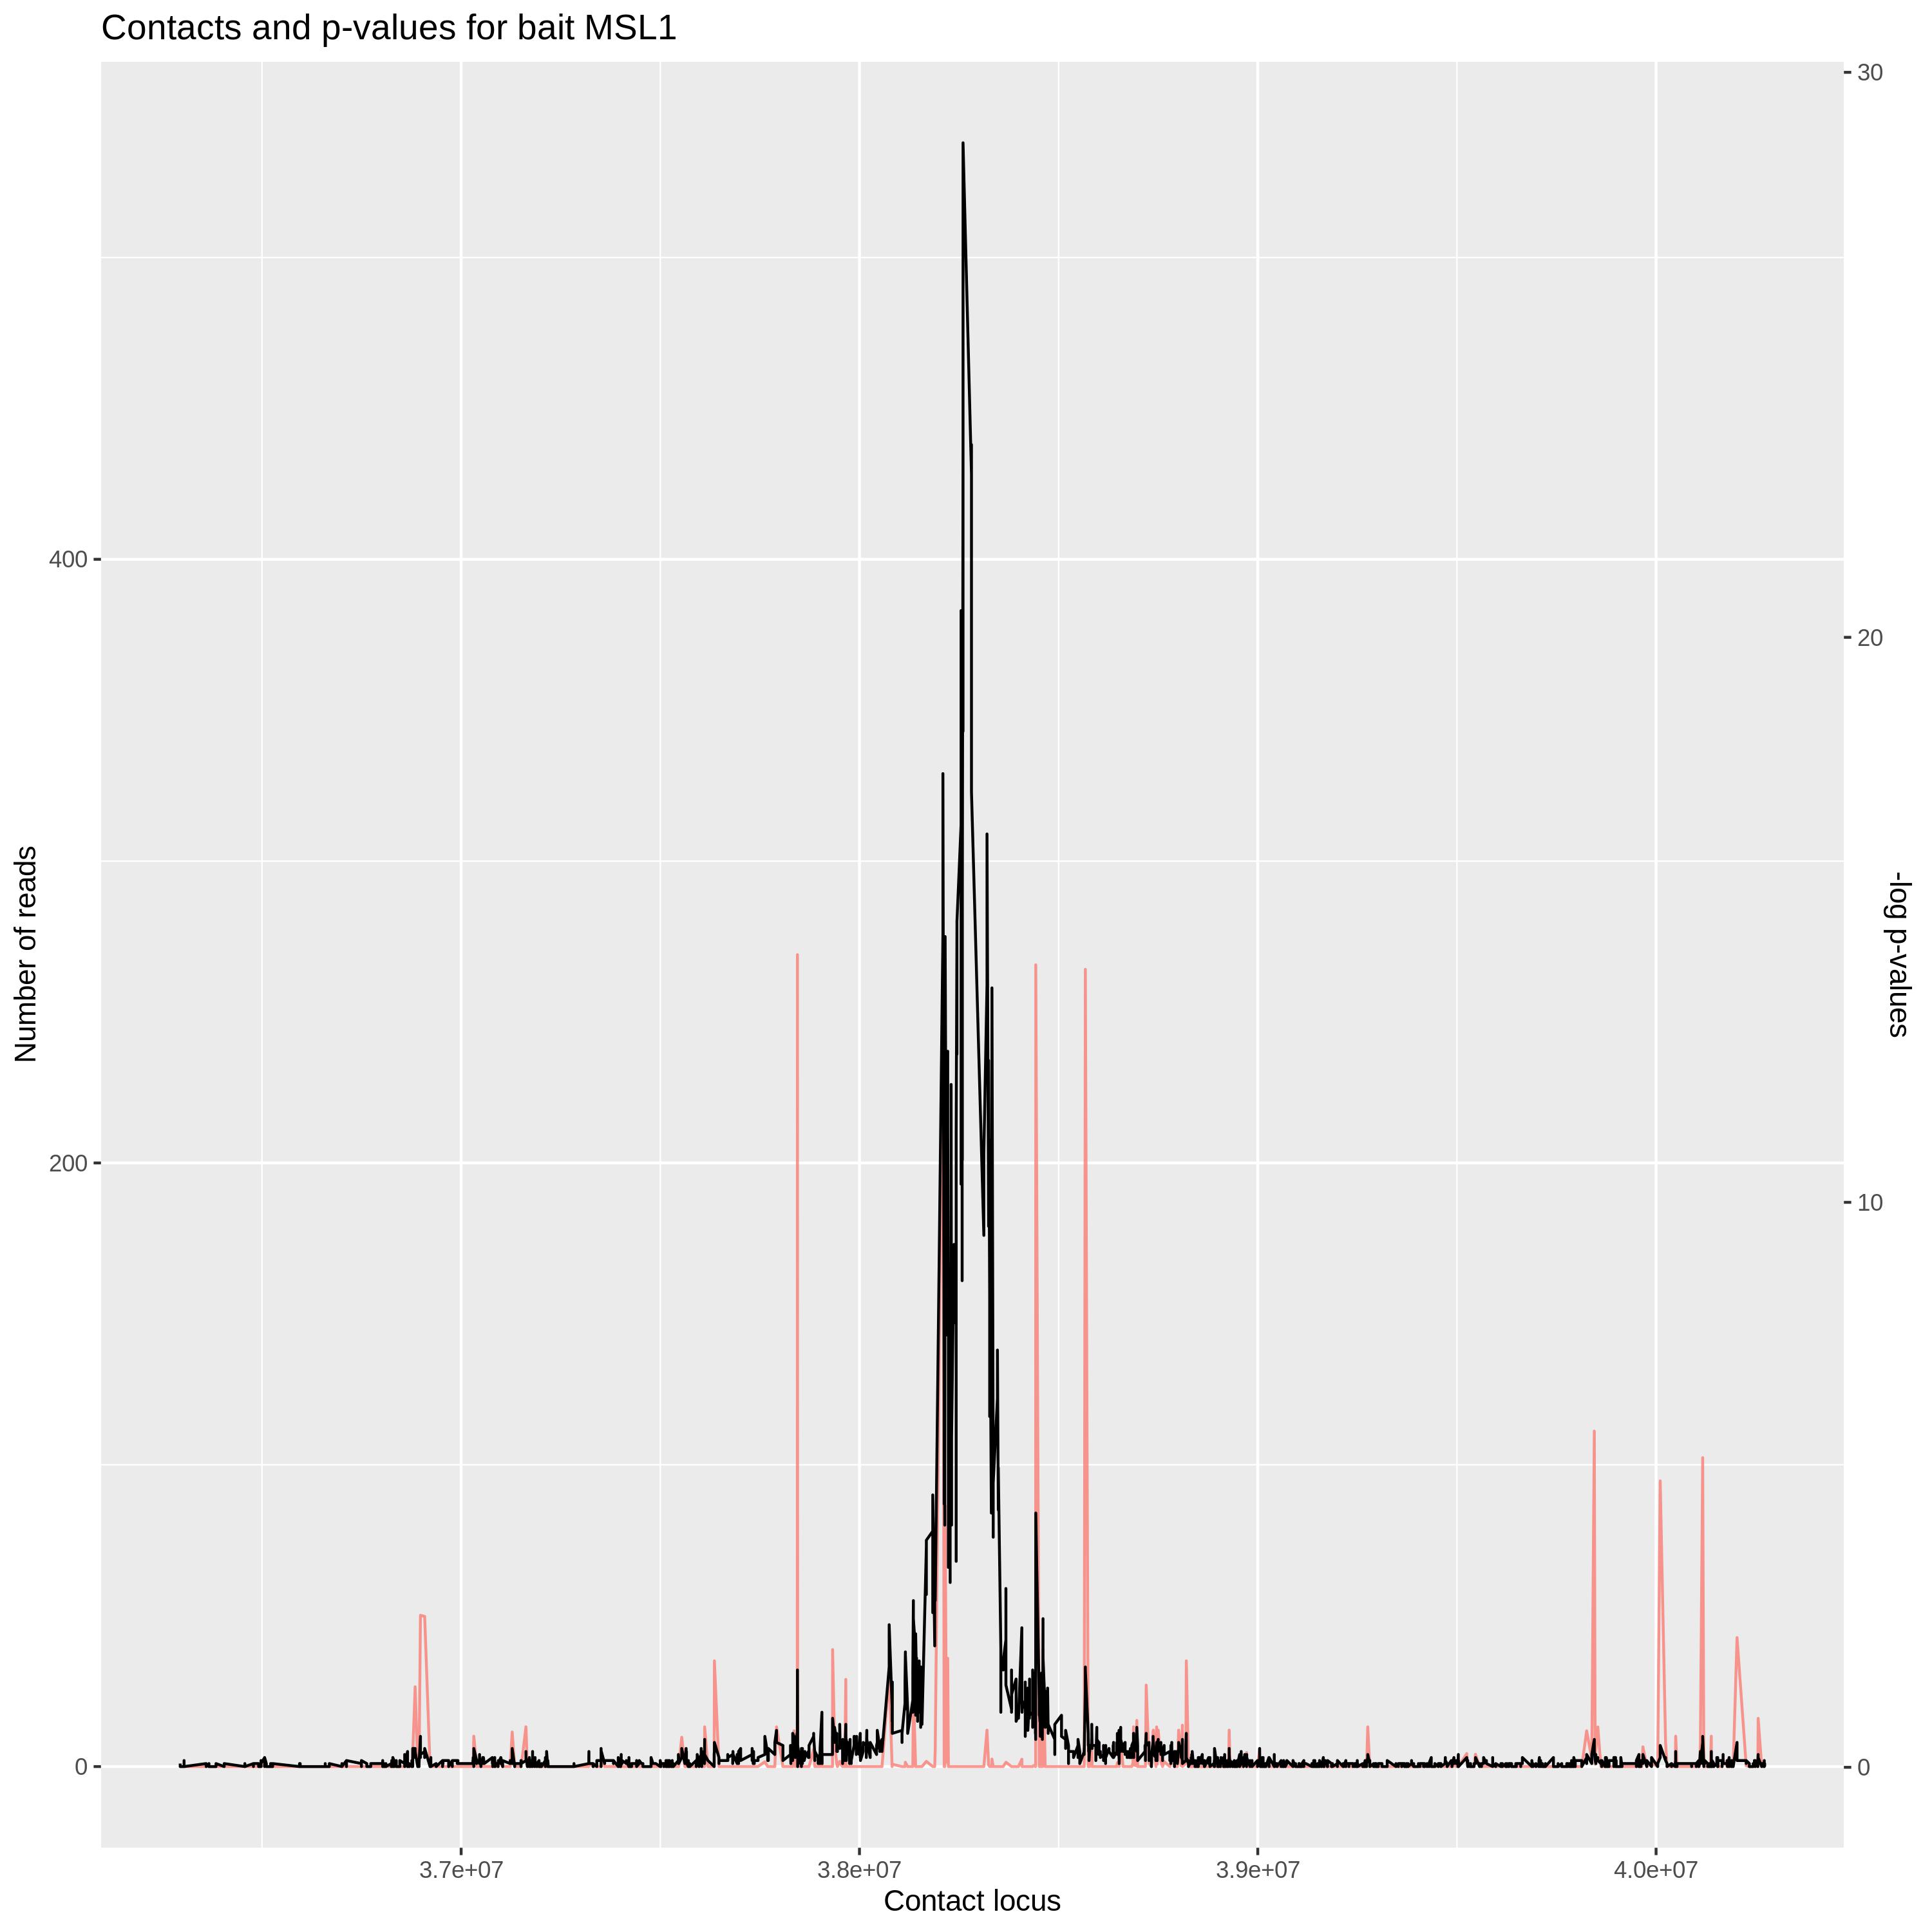 Contacts and p-values for bait MSL1
30
400
20
Number of reads
-log p-values
200
10
0
0
3.7e+07
3.8e+07
3.9e+07
4.0e+07
Contact locus